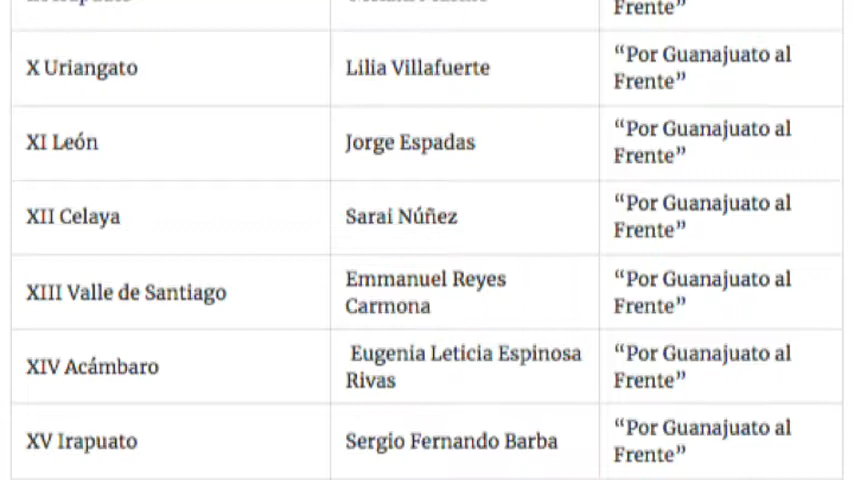 Frente”
X Uriangato
Lilia Villafuerte
“Por Guanajuato al
Frente”
XI León
Jorge Espadas
“Por Guanajuato al
Frente”
XII Celaya
Sarai Núñez
“Por Guanajuato al
Frente”
XIII Valle de Santiago
Emmanuel Reyes
Carmona
“Por Guanajuato al
Frente”
XIV Acámbaro
Eugenia Leticia Espinosa
Rivas
“Por Guanajuato al
Frente”
XV Irapuato
Sergio Fernando Barba
“Por Guanajuato al
Frente”